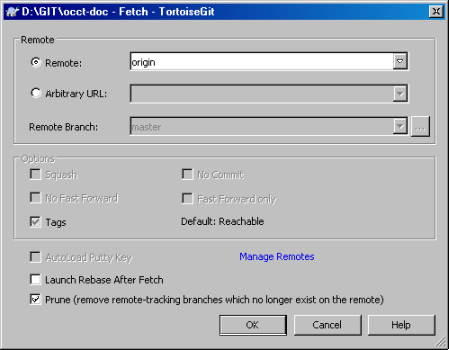 D:\GIT\occt-doc - Fetch - TortoiseGit
Remote
Remote:
origin
Arbitrary URL:
Remote Branch:
master
...
Options
Squash
No Commit
No Fast Forward
Fast Forward only
Tags
Default: Reachable
AutoLoad Putty Key
Manage Remotes
Launch Rebase After Fetch
Prune (remove remote-tracking branches which no longer exist on the remote)
OK
Cancel
Help